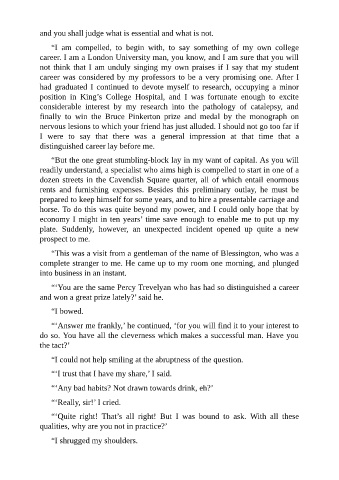 and you shall judge what is essential and what is not.
“I am compelled, to begin with, to say something of my own college
career. I am a London University man, you know, and I am sure that you will
not think that I am unduly singing my own praises if I say that my student
career was considered by my professors to be a very promising one. After I
had graduated I continued to devote myself to research, occupying a minor
position in King’s College Hospital, and I was fortunate enough to excite
considerable interest by my research into the pathology of catalepsy, and
finally to win the Bruce Pinkerton prize and medal by the monograph on
nervous lesions to which your friend has just alluded. I should not go too far if
I were to say that there was a general impression at that time that a
distinguished career lay before me.
“But the one great stumbling-block lay in my want of capital. As you will
readily understand, a specialist who aims high is compelled to start in one of a
dozen streets in the Cavendish Square quarter, all of which entail enormous
rents and furnishing expenses. Besides this preliminary outlay, he must be
prepared to keep himself for some years, and to hire a presentable carriage and
horse. To do this was quite beyond my power, and I could only hope that by
economy I might in ten years’ time save enough to enable me to put up my
plate. Suddenly, however, an unexpected incident opened up quite a new
prospect to me.
“This was a visit from a gentleman of the name of Blessington, who was a
complete stranger to me. He came up to my room one morning, and plunged
into business in an instant.
“‘You are the same Percy Trevelyan who has had so distinguished a career
and won a great prize lately?’ said he.
“I bowed.
“‘Answer me frankly,’ he continued, ‘for you will find it to your interest to
do so. You have all the cleverness which makes a successful man. Have you
the tact?’
“I could not help smiling at the abruptness of the question.
“‘I trust that I have my share,’ I said.
“‘Any bad habits? Not drawn towards drink, eh?’
“‘Really, sir!’ I cried.
“‘Quite right! That’s all right! But I was bound to ask. With all these
qualities, why are you not in practice?’
“I shrugged my shoulders.